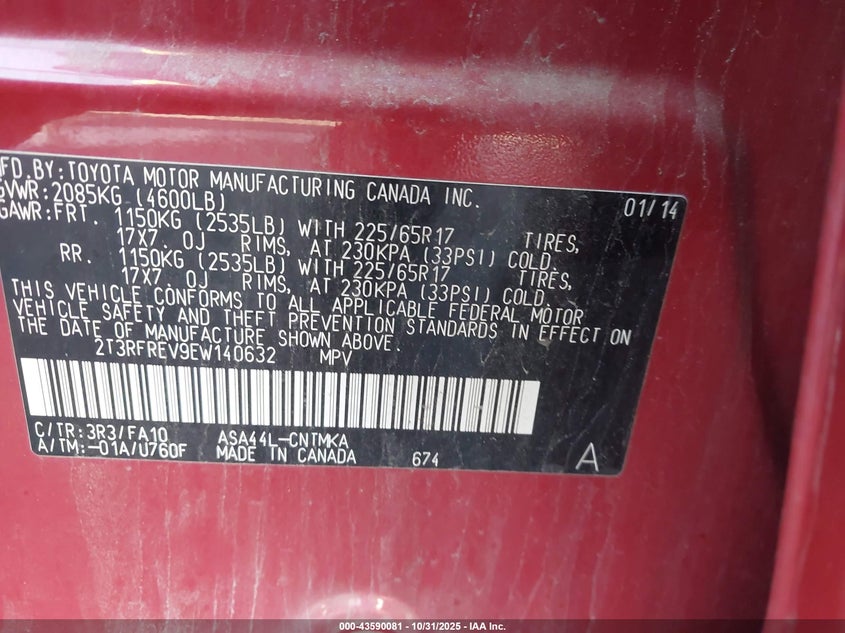 FD.BY:TOYOTA MOTOR MANUFACTURING CANADA INC.
GVWR:2085KG (4600LB) 01/14
GAWR:FRT. 1150KG (2535LB) WITH 225/65R17 TIRES,
17X7.0J RIMS, AT 230KPA (33PSI) COLD.
RR. 1150KG (2535LB) WITH 225/65R17 TIRES,
17X7.0J RIMS, AT 230KPA (33PSI) COLD.
THIS VEHICLE CONFORMS TO ALL APPLICABLE FEDERAL MOTOR
VEHICLE SAFETY AND THEFT PREVENTION STANDARDS IN EFFECT ON
THE DATE OF MANUFACTURE SHOWN ABOVE.
2T3RFREV9EW140632 MPV
C/TR:3R3/FA10 ASA44L-CNTMKA
A/TM:-01A/U760F MADE IN CANADA 674 A
000-43590081 - 10/31/2025 - IAA Inc.